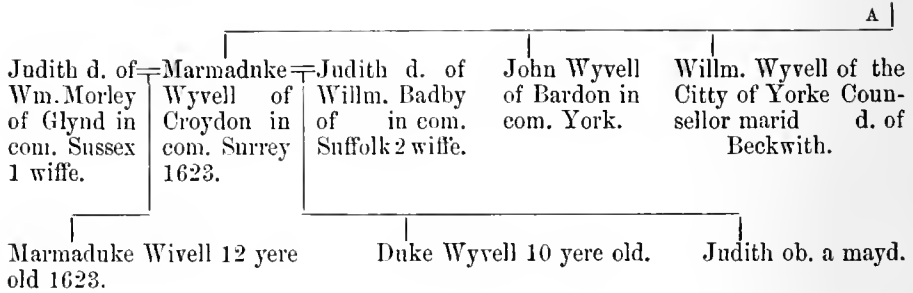 A
Judith d. of
Wm. Morley
of Glynd in
com. Sussex
1 wiffe.
Marmaduke
Wyvell of
Croydon in
com. Surrey
1623.
Judith d. of
Willm. Badby
of in com.
Suffolk 2 wiffe.
John Wyvell
of Bardon in
com. York.
Willm. Wyvell of the
Citty of Yorke Coun-
sellor marid d. of
Beckwith.
Marmaduke Wivell 12 yere
old 1623.
Duke Wyvell 10 yere old.
Judith ob. a mayd.